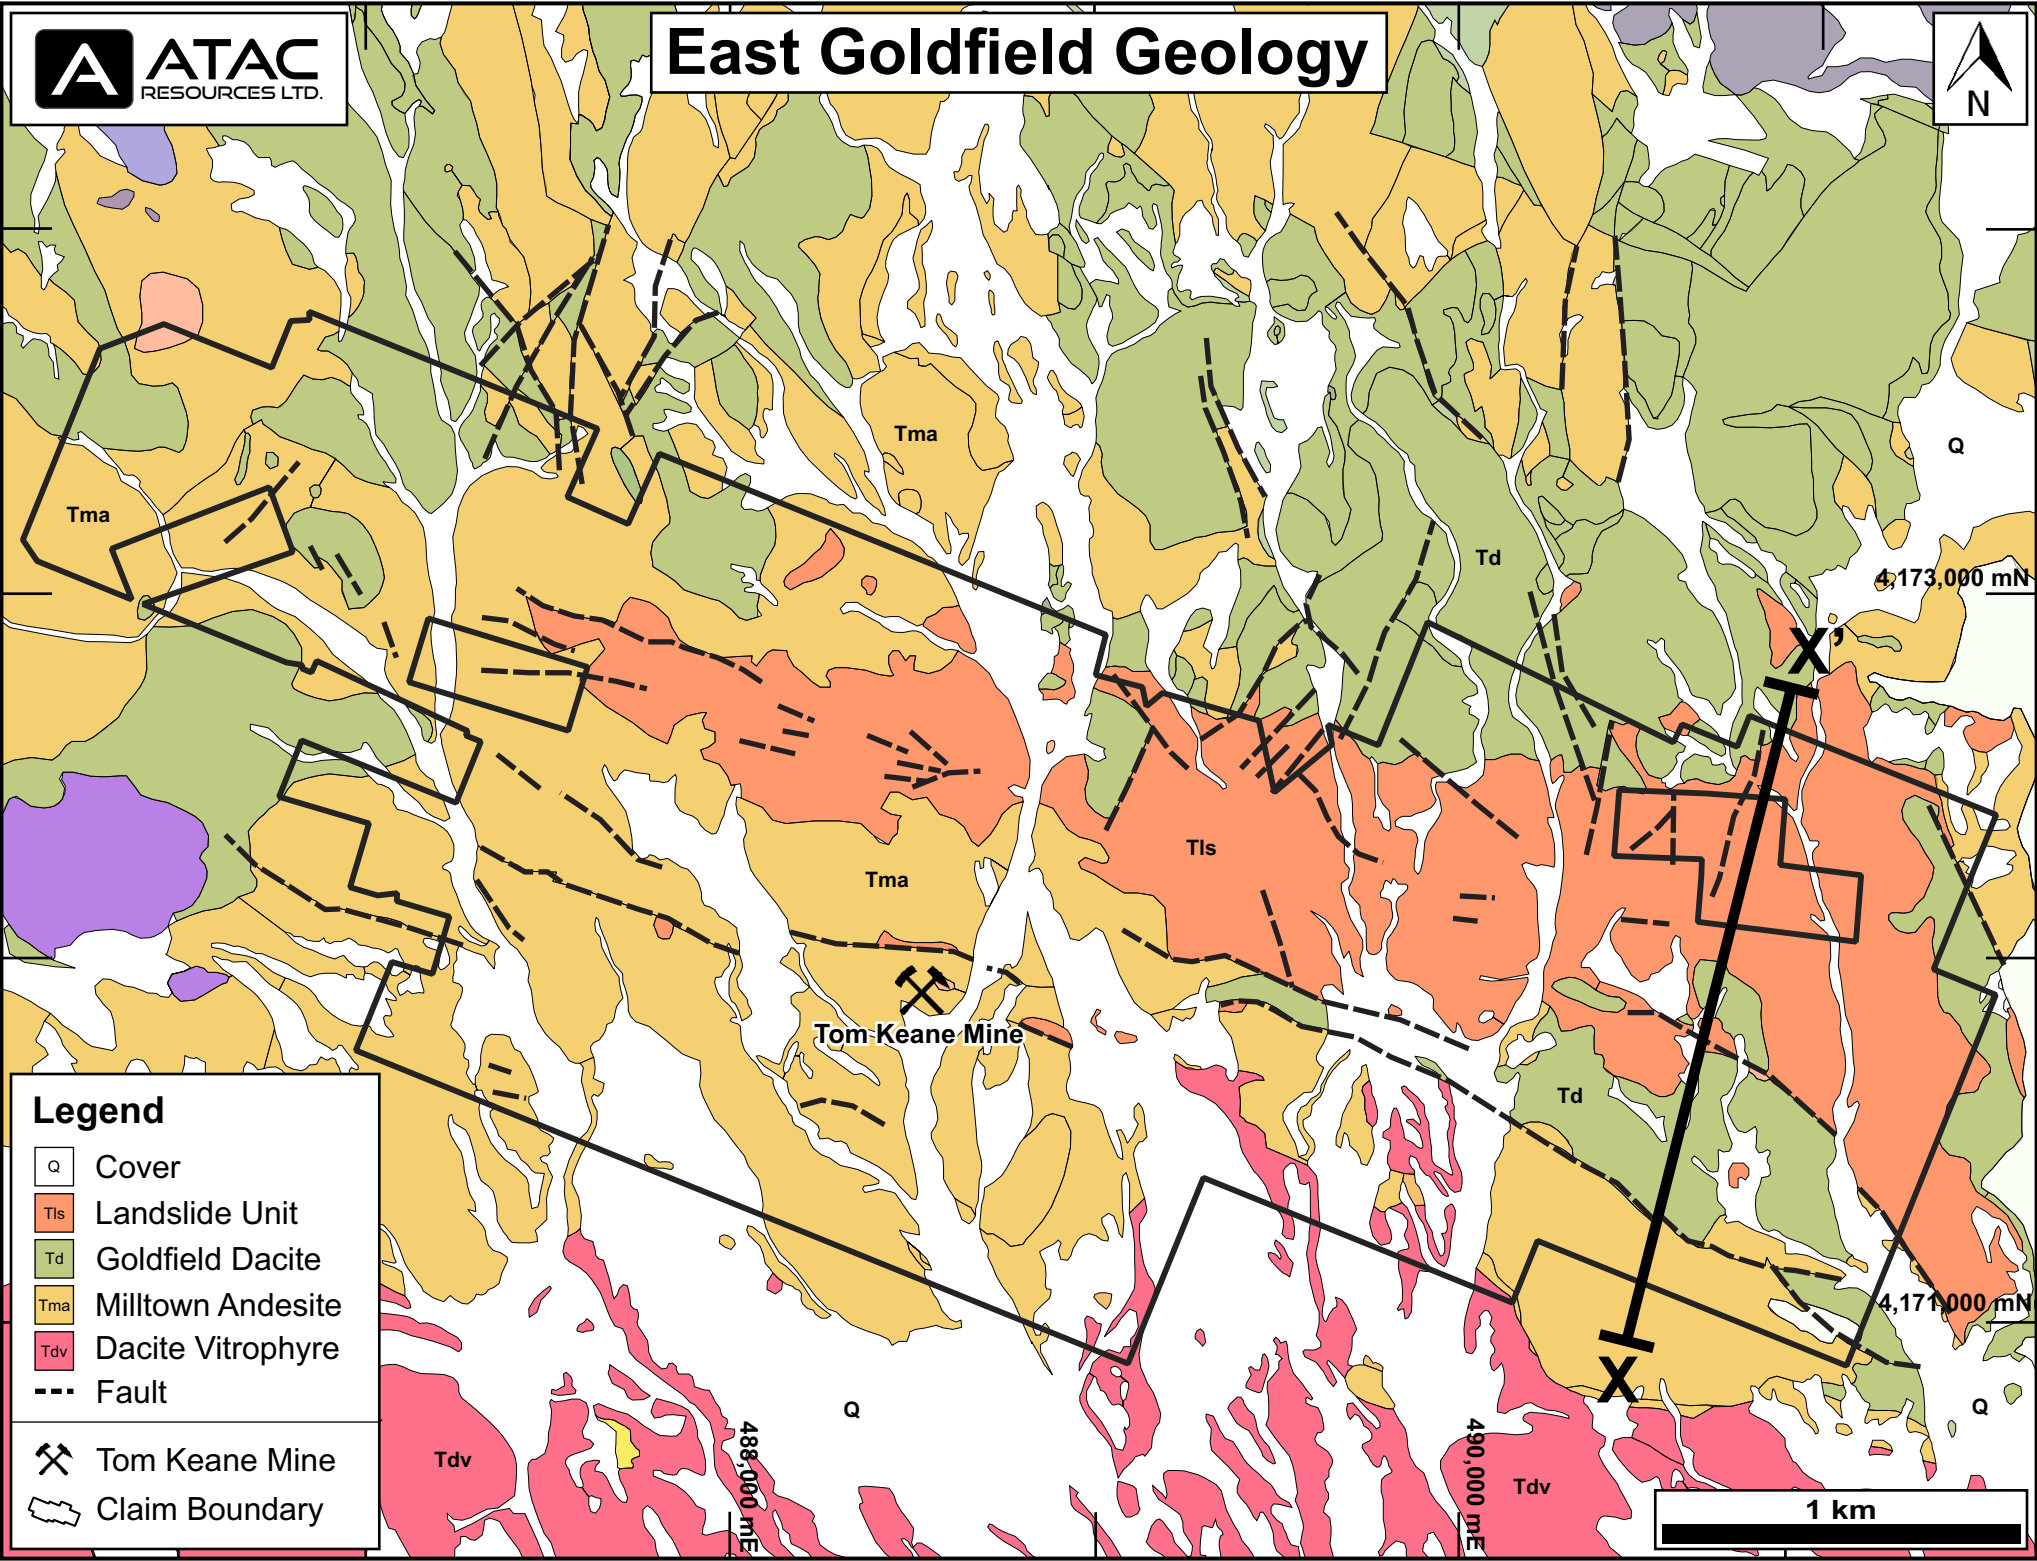 A ATAC
RESOURCES LTD.
East Goldfield Geology
N
Tma
Q
Tma
Td
Q
4,173,000 mN
X’
Tls
Tma
Tom Keane Mine
Td
Legend
Q Cover
Tls Landslide Unit
Td Goldfield Dacite
Tma Milltown Andesite
Tdv Dacite Vitrophyre
Fault
Tom Keane Mine
Claim Boundary
4,171,000 mN
X
Q
Q
488,000 mE
490,000 mE
Tdv
Tdv
1 km